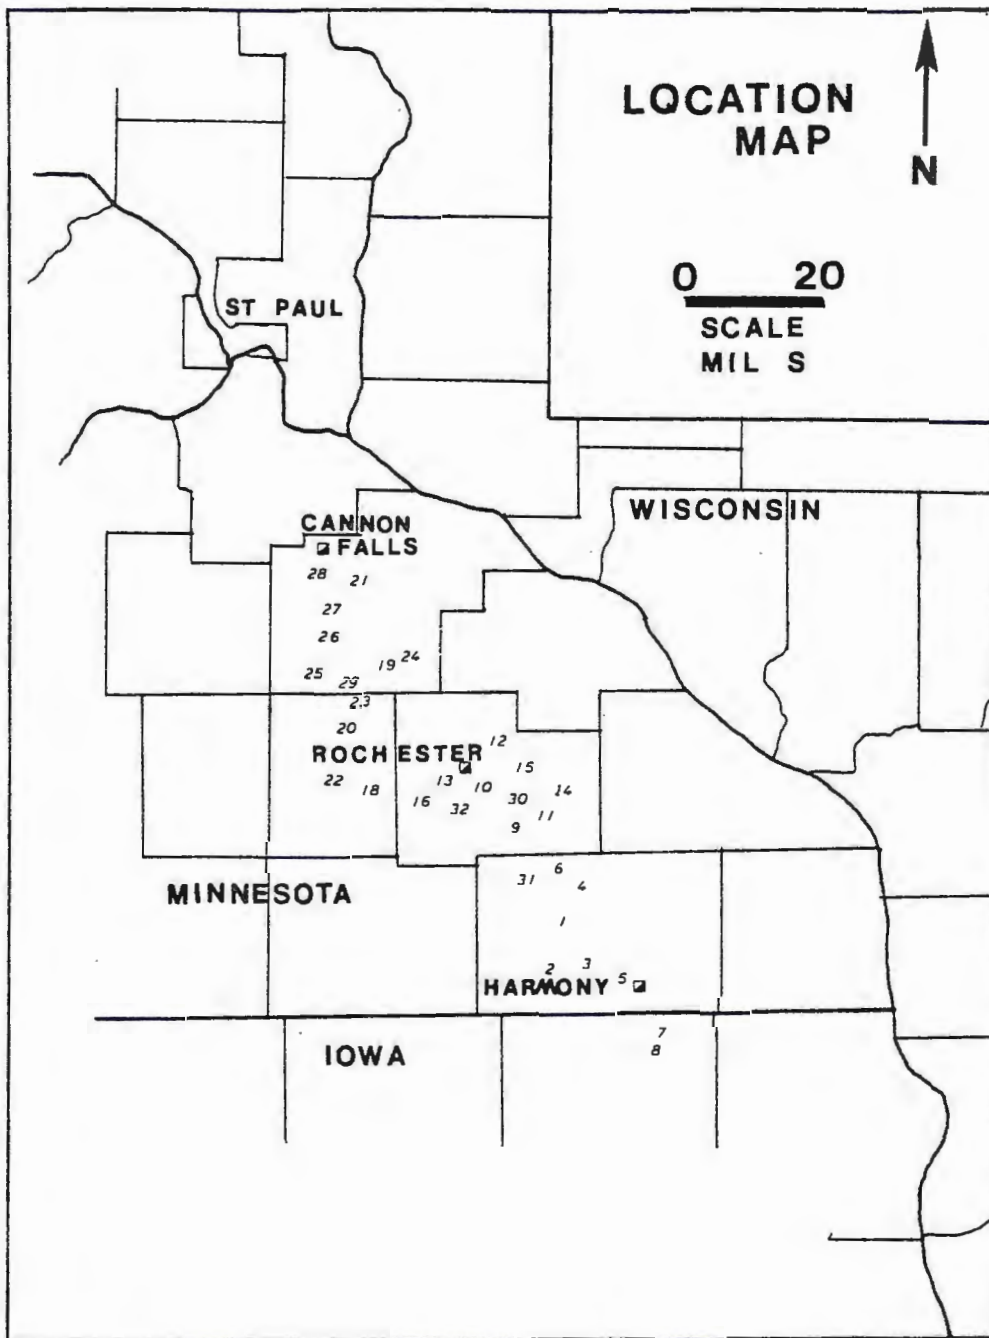 LOCATION
MAP
N
0 20
SCALE
MIL S
ST PAUL
WISCONSIN
CANNON
FALLS
28 21
27
26
25 29 19 24
23
20
ROCHESTER
12
15
22 18
13 10
16 32
30 14
11
9
MINNESOTA
6
31 4
1
2 3
HARMONY 5
IOWA
7
8